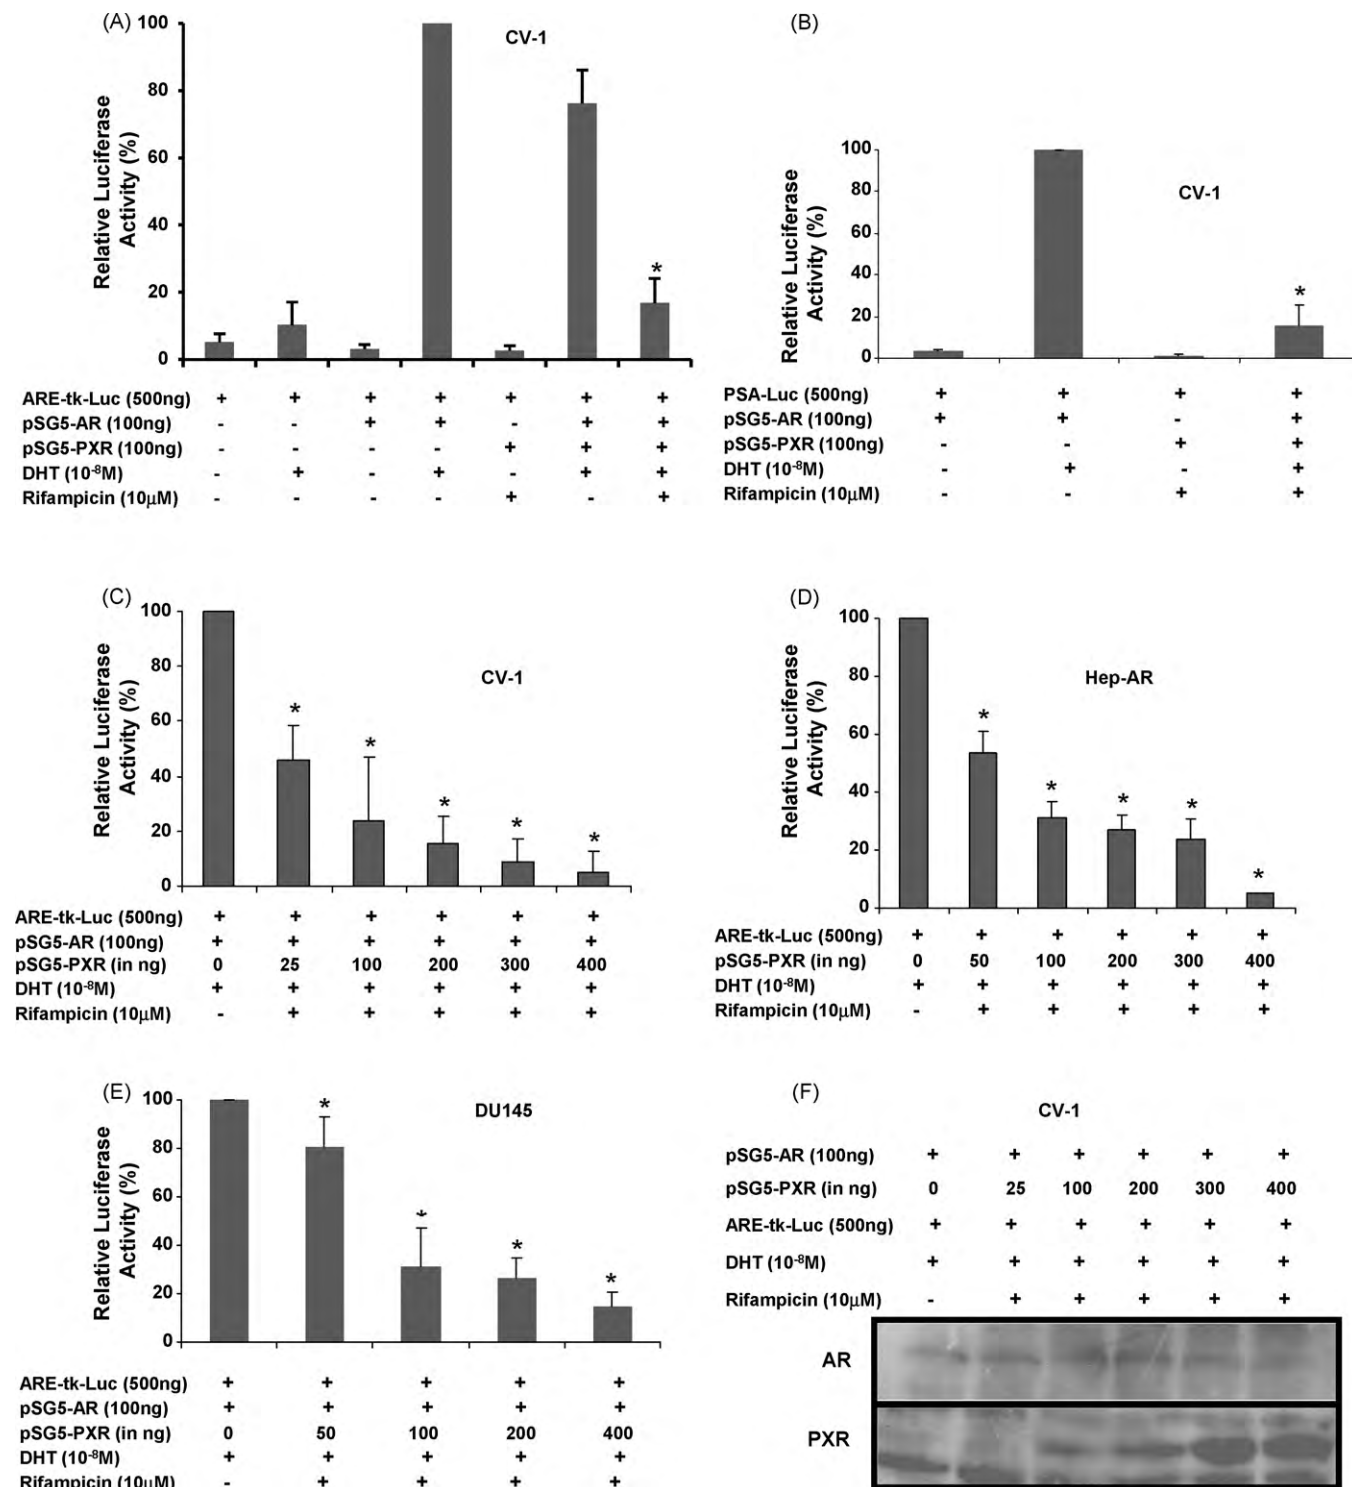 (A)
CV-1
Relative Luciferase
Activity (%)
100
80
60
40
20
0
*
ARE-tk-Luc (500ng) + + + + + + +
pSG5-AR (100ng) - - + + - + +
pSG5-PXR (100ng) - - - - + + +
DHT (10⁻⁸M) - + - + - + +
Rifampicin (10µM) - - - - + - +
(B)
CV-1
Relative Luciferase
Activity (%)
100
80
60
40
20
0
*
PSA-Luc (500ng) + + + +
pSG5-AR (100ng) + + - +
pSG5-PXR (100ng) - - + +
DHT (10⁻⁸M) - + - +
Rifampicin (10µM) - - + +
(C)
CV-1
Relative Luciferase
Activity (%)
100
80
60
40
20
0
* * * * *
ARE-tk-Luc (500ng) + + + + + +
pSG5-AR (100ng) + + + + + +
pSG5-PXR (in ng) 0 25 100 200 300 400
DHT (10⁻⁸M) + + + + + +
Rifampicin (10µM) - + + + + +
(D)
Hep-AR
Relative Luciferase
Activity (%)
100
80
60
40
20
0
* * * * *
ARE-tk-Luc (500ng) + + + + + +
pSG5-PXR (in ng) 0 50 100 200 300 400
DHT (10⁻⁸M) + + + + + +
Rifampicin (10µM) - + + + + +
(E)
DU145
Relative Luciferase
Activity (%)
100
80
60
40
20
0
* * * *
ARE-tk-Luc (500ng) + + + + +
pSG5-AR (100ng) + + + + +
pSG5-PXR (in ng) 0 50 100 200 400
DHT (10⁻⁸M) + + + + +
Rifampicin (10µM) - + + + +
(F)
CV-1
pSG5-AR (100ng) + + + + + +
pSG5-PXR (in ng) 0 25 100 200 300 400
ARE-tk-Luc (500ng) + + + + + +
DHT (10⁻⁸M) + + + + + +
Rifampicin (10µM) - + + + + +
AR
PXR